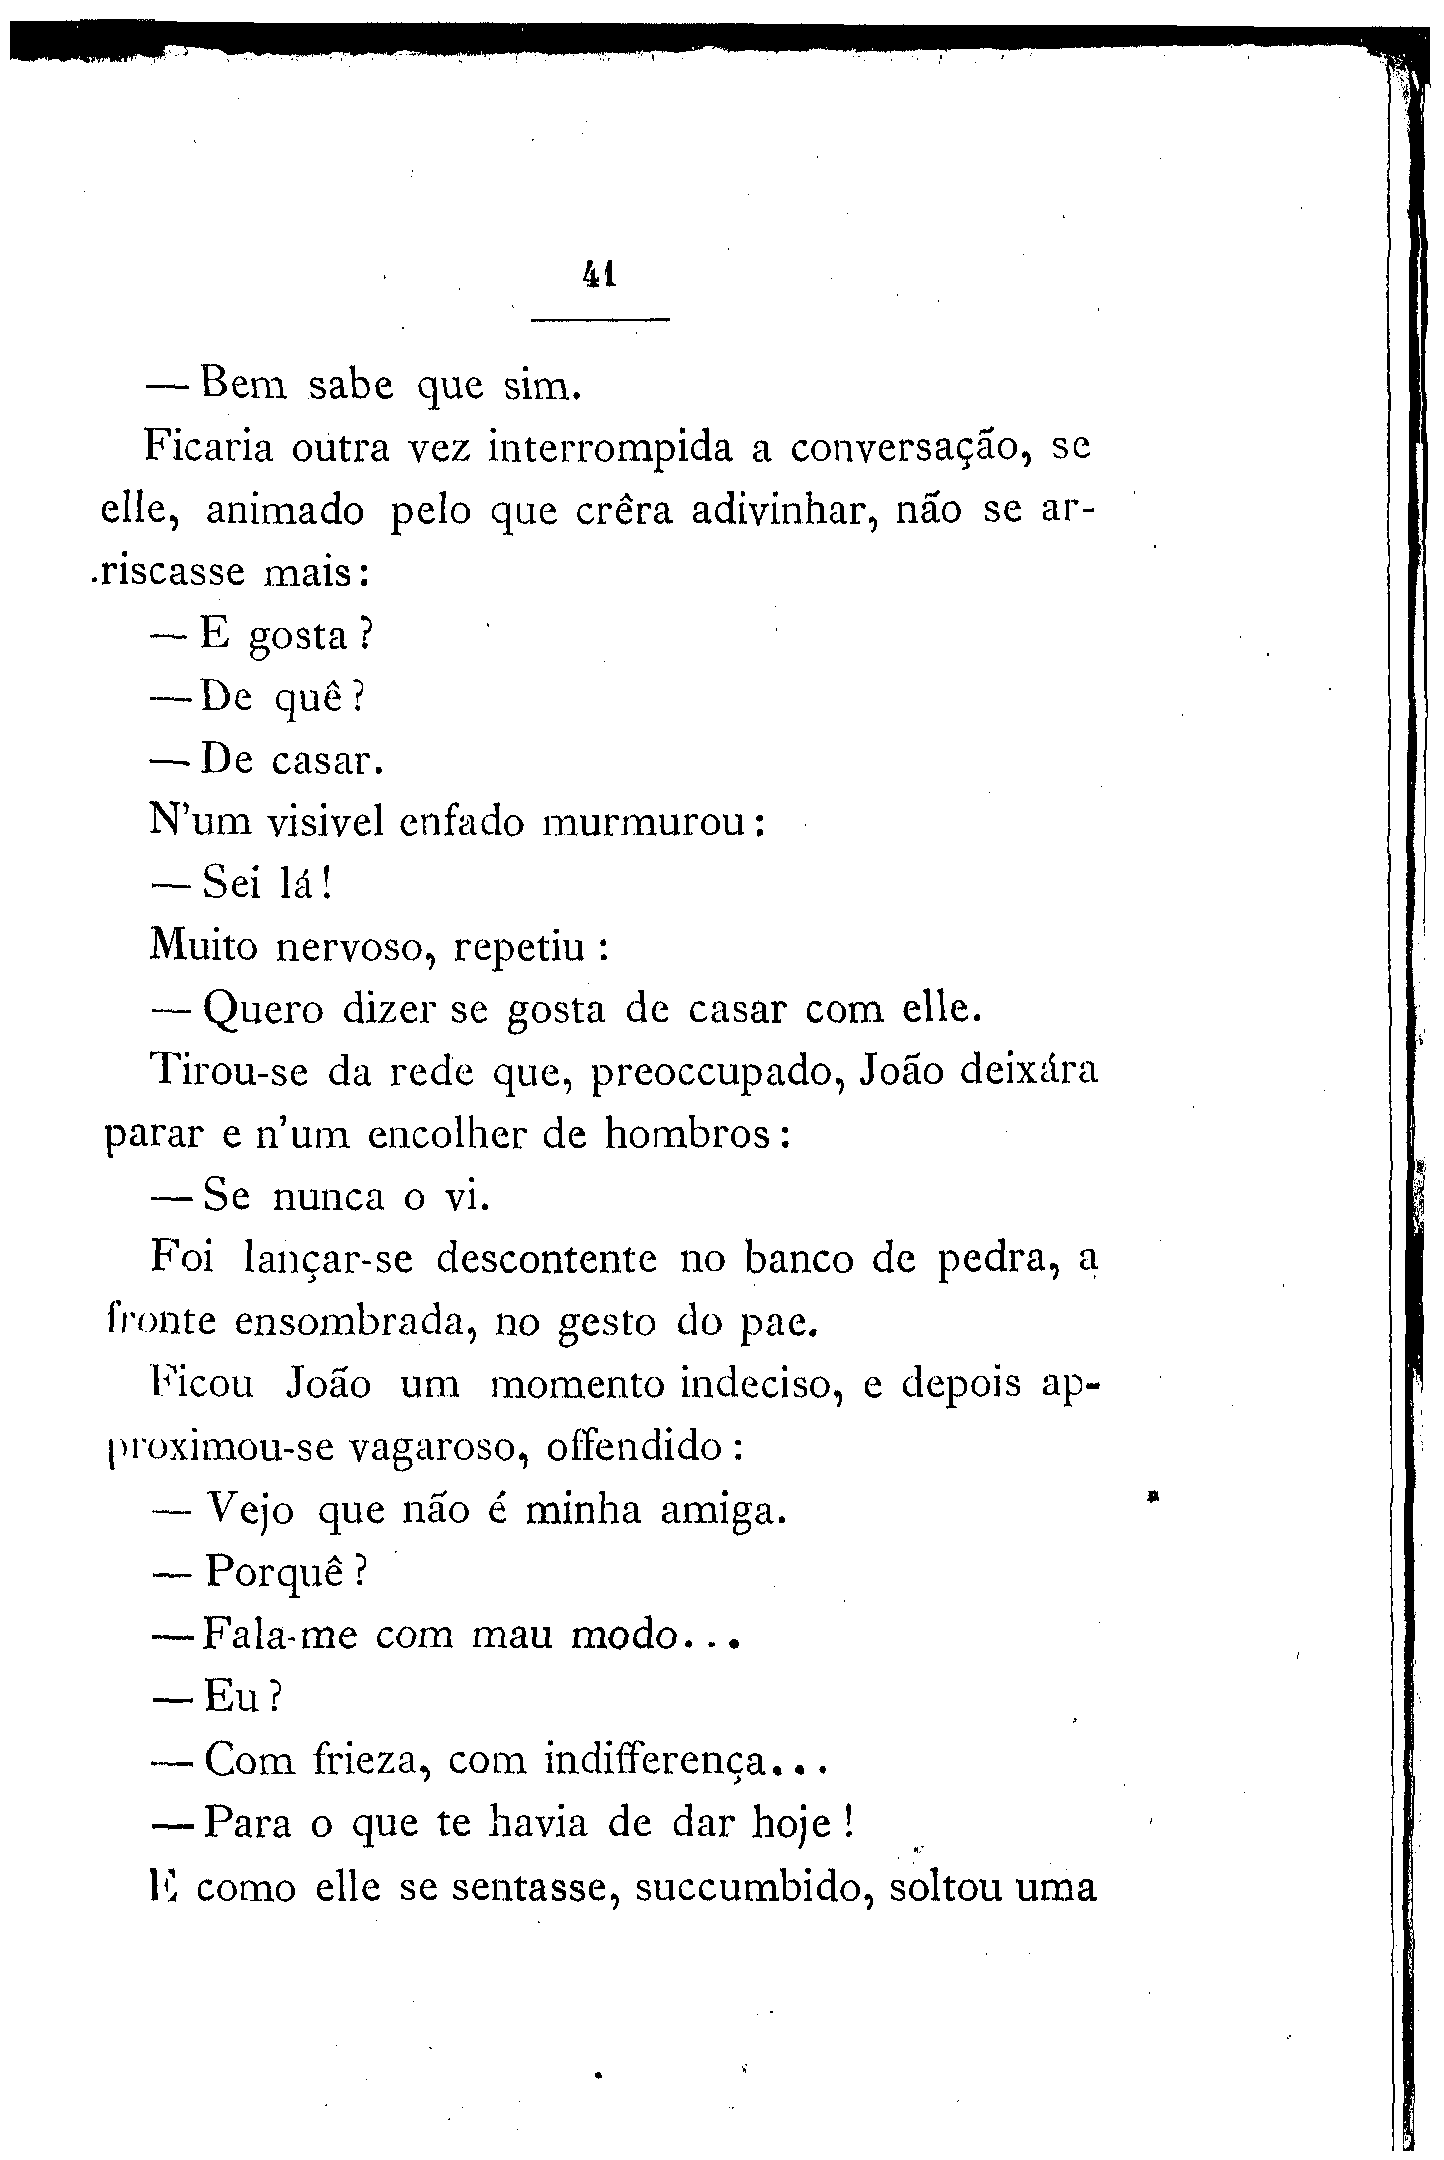 41
— Bem sabe que sim.
Ficaria outra vez interrompida a conversação, se
elle, animado pelo que crêra adivinhar, não se ar-
riscasse mais:
— E gosta?
— De quê?
— De casar.
N'um visivel enfado murmurou:
— Sei lá!
Muito nervoso, repetiu:
— Quero dizer se gosta de casar com elle.
Tirou-se da rede que, preoccupado, João deixára
parar e n'um encolher de hombros:
— Se nunca o vi.
Foi lançar-se descontente no banco de pedra, a
fronte ensombrada, no gesto do pae.
Ficou João um momento indeciso, e depois ap-
proximou-se vagaroso, offendido:
— Vejo que não é minha amiga.
— Porquê?
— Fala-me com mau modo...
— Eu?
— Com frieza, com indifferença...
— Para o que te havia de dar hoje!
E como elle se sentasse, succumbido, soltou uma